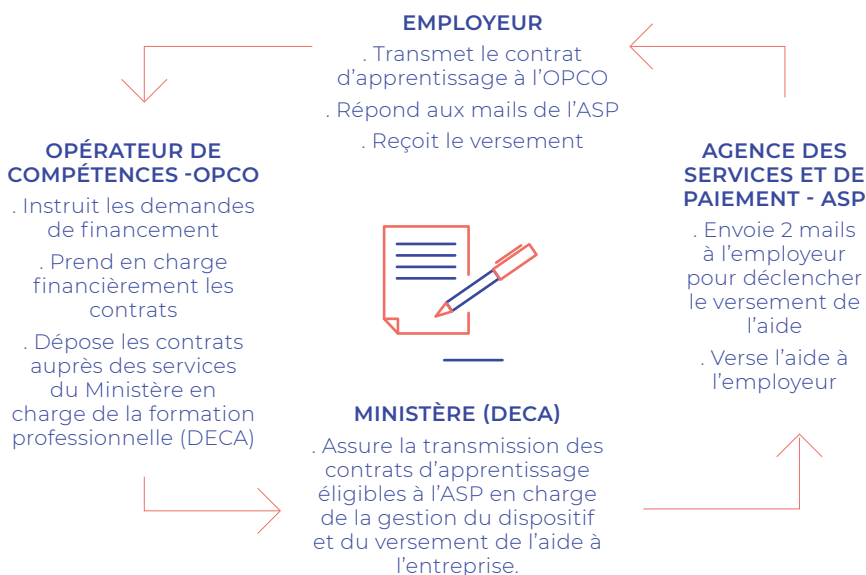 EMPLOYEUR
. Transmet le contrat
d’apprentissage à l’OPCO
. Répond aux mails de l’ASP
. Reçoit le versement
OPÉRATEUR DE
COMPÉTENCES -OPCO
. Instruit les demandes
de financement
. Prend en charge
financièrement les
contrats
. Dépose les contrats
auprès des services
du Ministère en
charge de la formation
professionnelle (DECA)
MINISTÈRE (DECA)
. Assure la transmission des
contrats d’apprentissage
éligibles à l’ASP en charge
de la gestion du dispositif
et du versement de l’aide à
l’entreprise.
AGENCE DES
SERVICES ET DE
PAIEMENT - ASP
. Envoie 2 mails
à l’employeur
pour déclencher
le versement de
l’aide
. Verse l’aide à
l’employeur